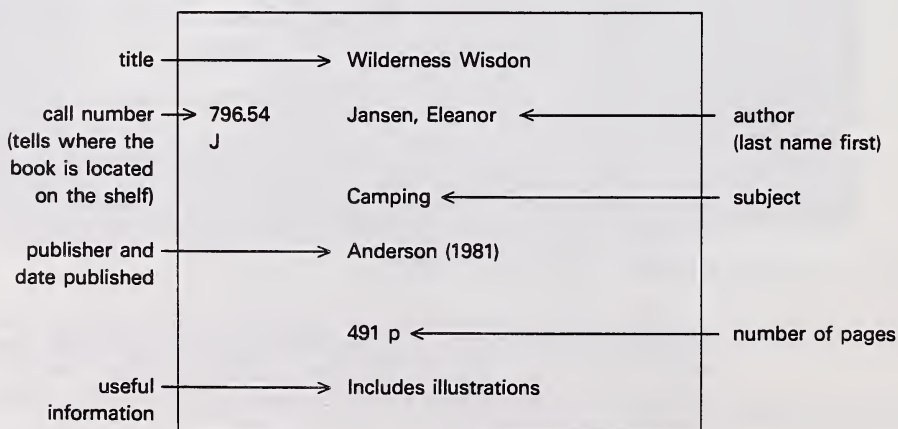 title Wilderness Wisdon
call number 796.54 Jansen, Eleanor author
(tells where the J (last name first)
book is located
on the shelf) Camping subject
publisher and Anderson (1981)
date published
491 p number of pages
useful Includes illustrations
information